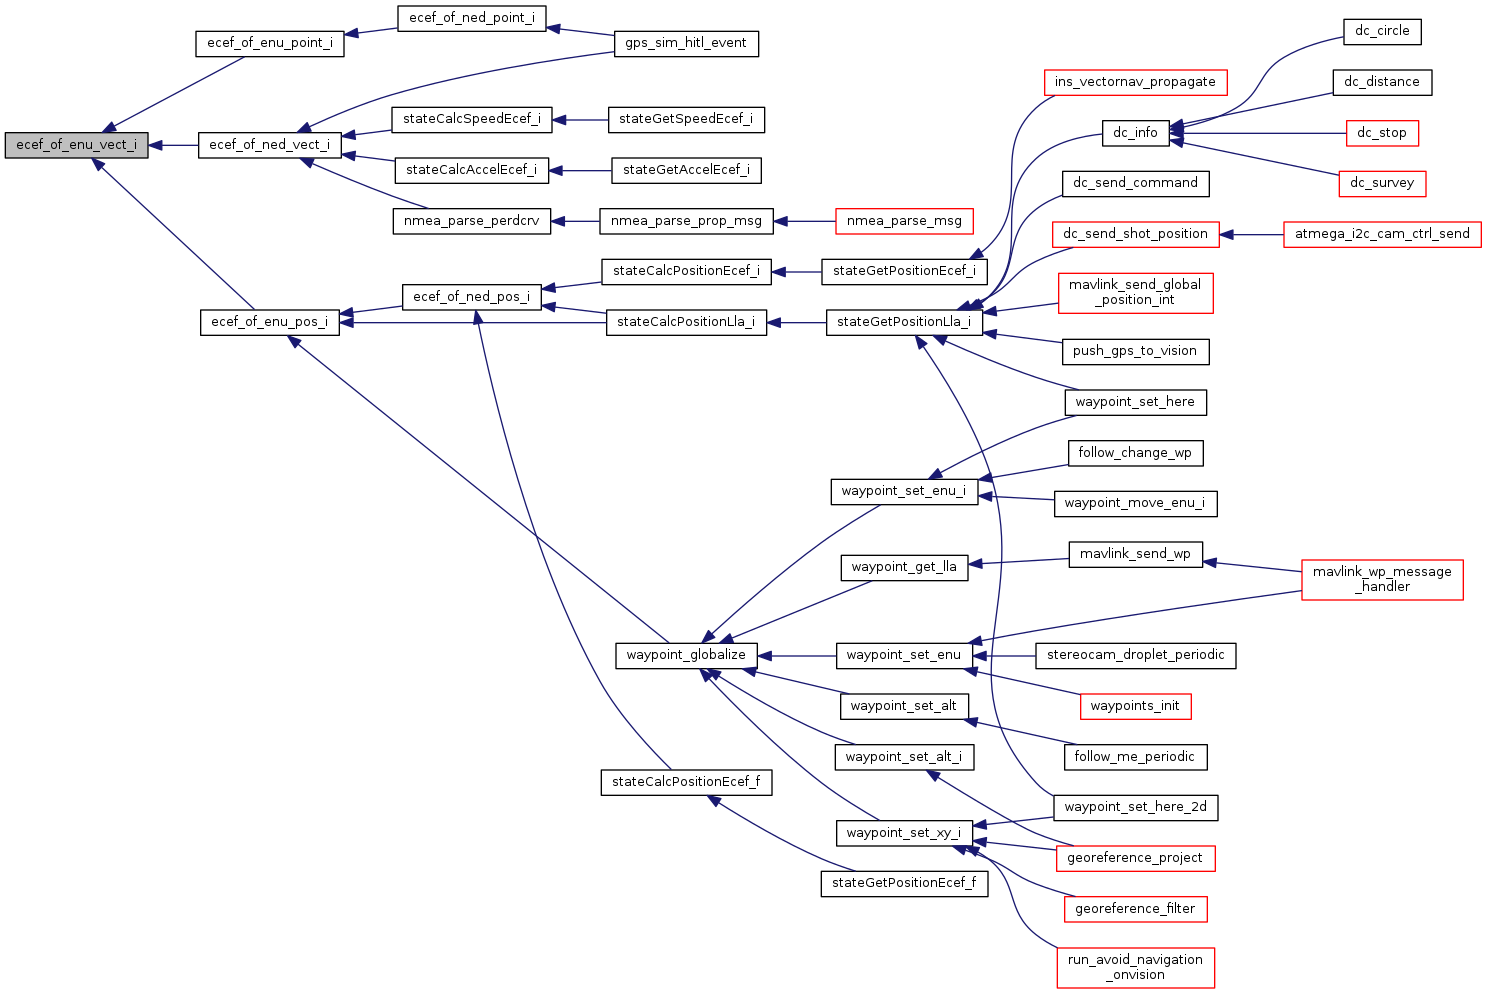 ecef_of_enu_vect_i
ecef_of_enu_point_i
ecef_of_ned_point_i
gps_sim_hitl_event
ecef_of_ned_vect_i
stateCalcSpeedEcef_i
stateGetSpeedEcef_i
stateCalcAccelEcef_i
stateGetAccelEcef_i
nmea_parse_perdcrv
nmea_parse_prop_msg
nmea_parse_msg
ecef_of_enu_pos_i
ecef_of_ned_pos_i
stateCalcPositionEcef_i
stateGetPositionEcef_i
ins_vectornav_propagate
stateCalcPositionLla_i
stateGetPositionLla_i
dc_info
dc_circle
dc_distance
dc_stop
dc_survey
dc_send_command
dc_send_shot_position
atmega_i2c_cam_ctrl_send
mavlink_send_global
_position_int
push_gps_to_vision
waypoint_set_here
waypoint_set_enu_i
follow_change_wp
waypoint_move_enu_i
waypoint_get_lla
mavlink_send_wp
mavlink_wp_message
_handler
waypoint_globalize
waypoint_set_enu
stereocam_droplet_periodic
waypoints_init
waypoint_set_alt
follow_me_periodic
waypoint_set_alt_i
stateCalcPositionEcef_f
waypoint_set_here_2d
waypoint_set_xy_i
georeference_project
stateGetPositionEcef_f
georeference_filter
run_avoid_navigation
_onvision